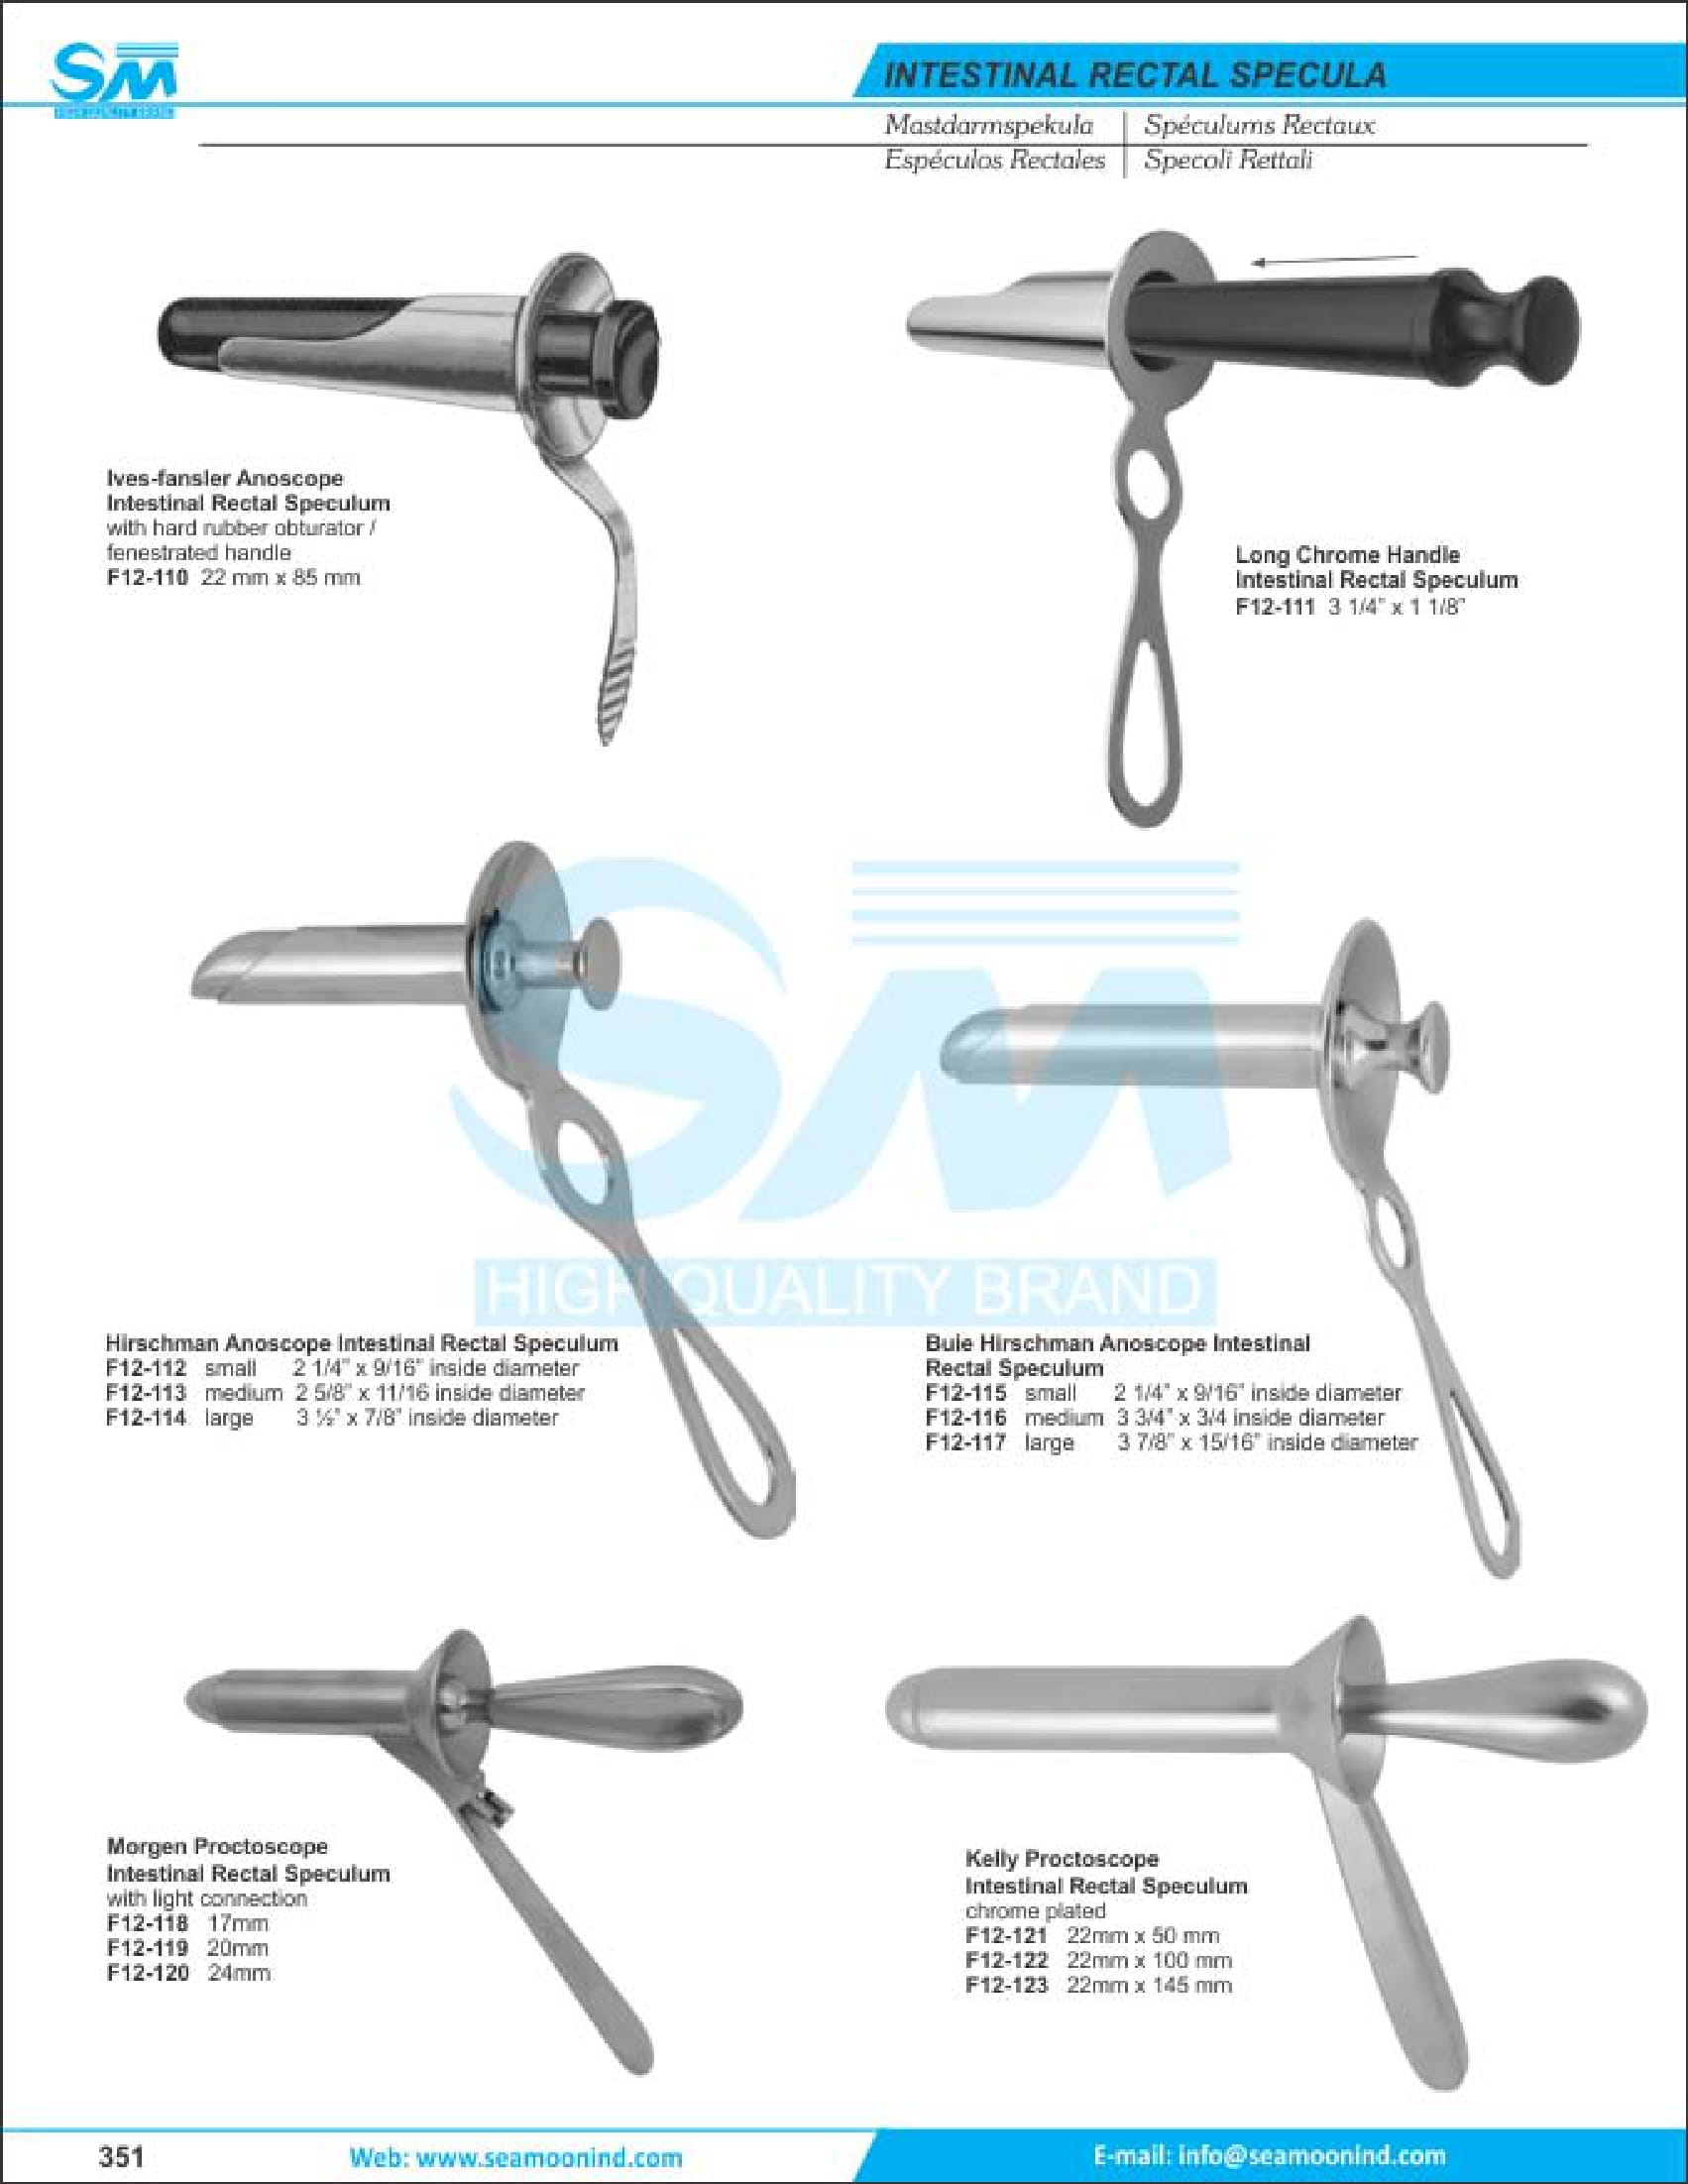 SM
INTESTINAL RECTAL SPECULA
Mastdarmspekula
Spéculums Rectaux
Espéculos Rectales
Specoli Rettali
Ives-fansler Anoscope
Intestinal Rectal Speculum
with hard rubber obturator /
fenestrated handle
F12-110 22 mm x 85 mm
Long Chrome Handle
Intestinal Rectal Speculum
F12-111 3 1/4" x 1 1/8"
SM
HIGH QUALITY BRAND
Hirschman Anoscope Intestinal Rectal Speculum
F12-112 small 2 1/4" x 9/16" inside diameter
F12-113 medium 2 5/8" x 11/16 inside diameter
F12-114 large 3 ½" x 7/8" inside diameter
Buie Hirschman Anoscope Intestinal
Rectal Speculum
F12-115 small 2 1/4" x 9/16" inside diameter
F12-116 medium 3 3/4" x 3/4 inside diameter
F12-117 large 3 7/8" x 15/16" inside diameter
Morgen Proctoscope
Intestinal Rectal Speculum
with light connection
F12-118 17mm
F12-119 20mm
F12-120 24mm
Kelly Proctoscope
Intestinal Rectal Speculum
chrome plated
F12-121 22mm x 50 mm
F12-122 22mm x 100 mm
F12-123 22mm x 145 mm
351
Web: www.seamoonind.com
E-mail: info@seamoonind.com